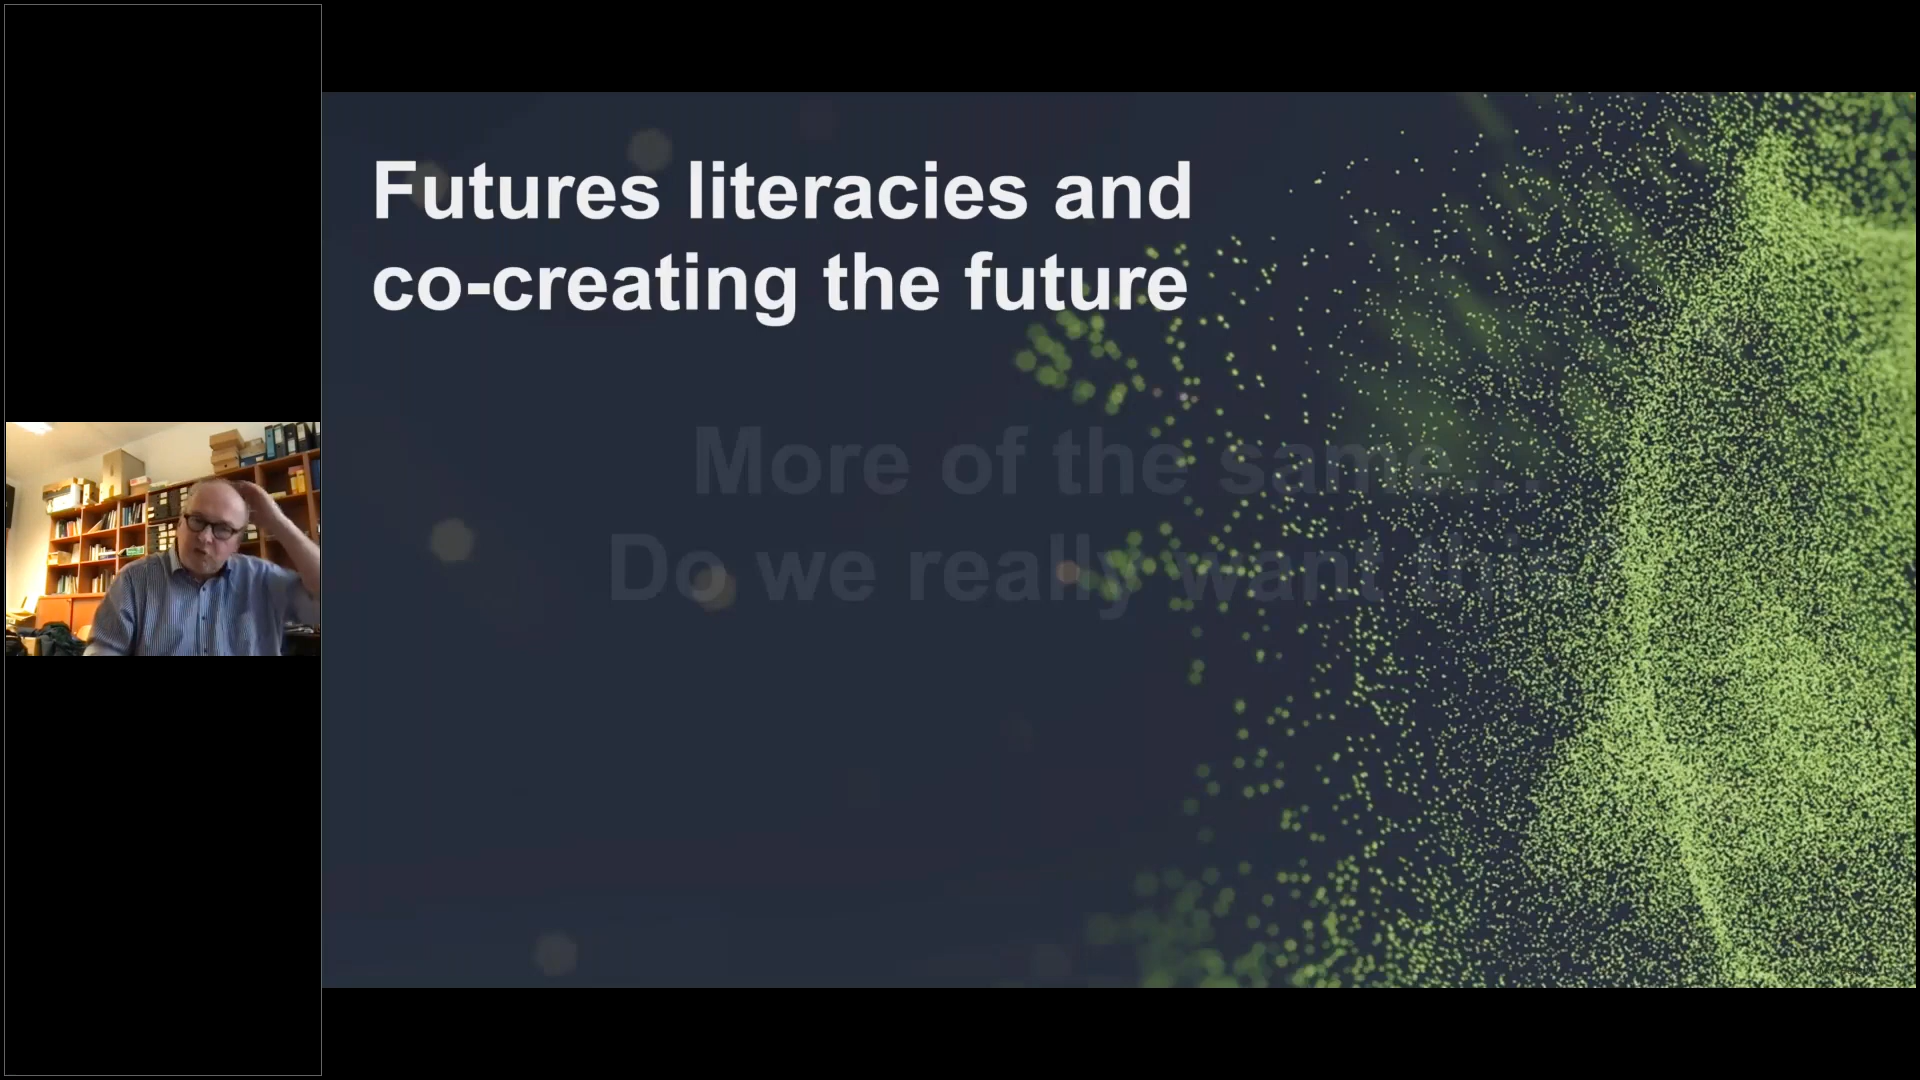 Futures literacies and
co-creating the future
More of the same...
Do we really want